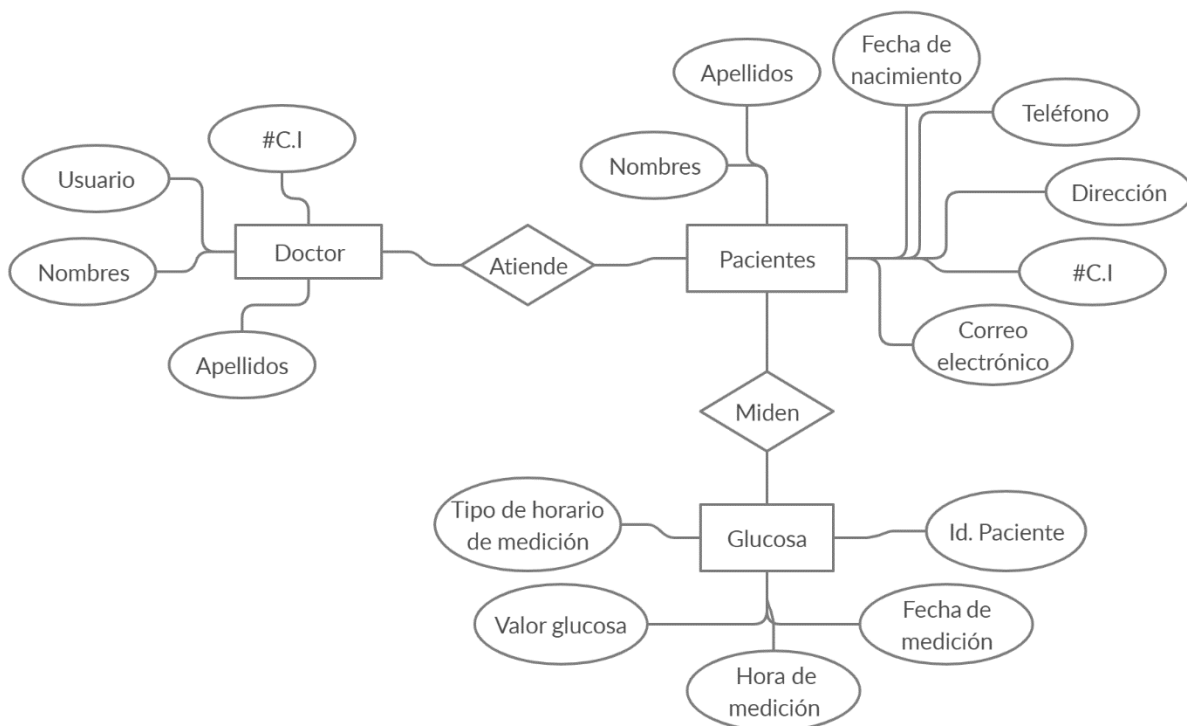 Fecha de
nacimiento
Apellidos
Teléfono
#C.I
Nombres
Usuario
Dirección
Doctor
Atiende
Pacientes
Nombres
#C.I
Correo
electrónico
Apellidos
Miden
Tipo de horario
de medición
Glucosa
Id. Paciente
Valor glucosa
Fecha de
medición
Hora de
medición